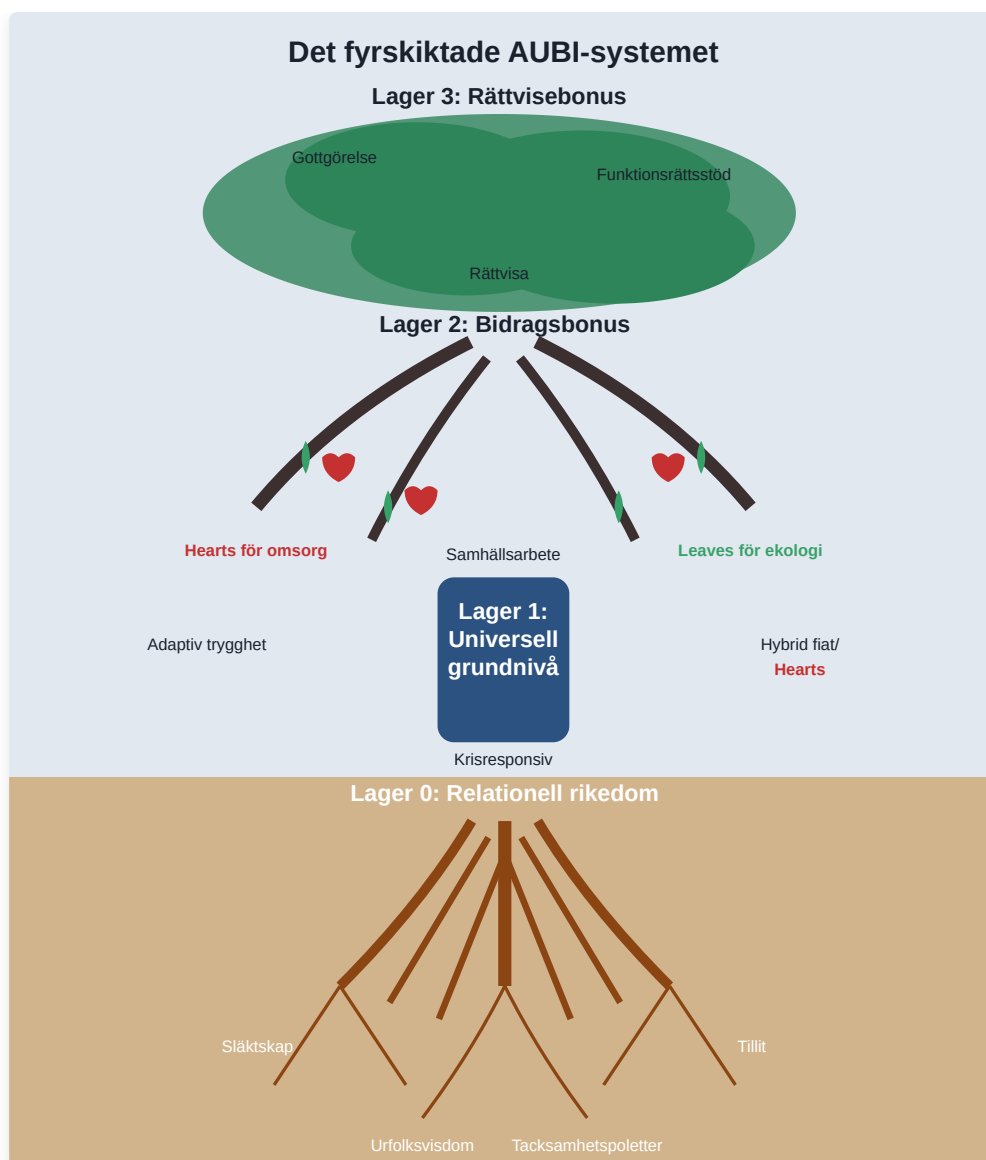 Det fyrskiktade AUBI-systemet
Lager 3: Rättvisebonus
Gottgörelse
Funktionsrättsstöd
Rättvisa
Lager 2: Bidragsbonus
Hearts för omsorg
Samhällsarbete
Leaves för ekologi
Lager 1:
Universell
grundnivå
Adaptiv trygghet
Hybrid fiat/
Hearts
Krisresponsiv
Lager 0: Relationell rikedom
Släktskap
Tillit
Urfolksvisdom
Tacksamhetspoletter